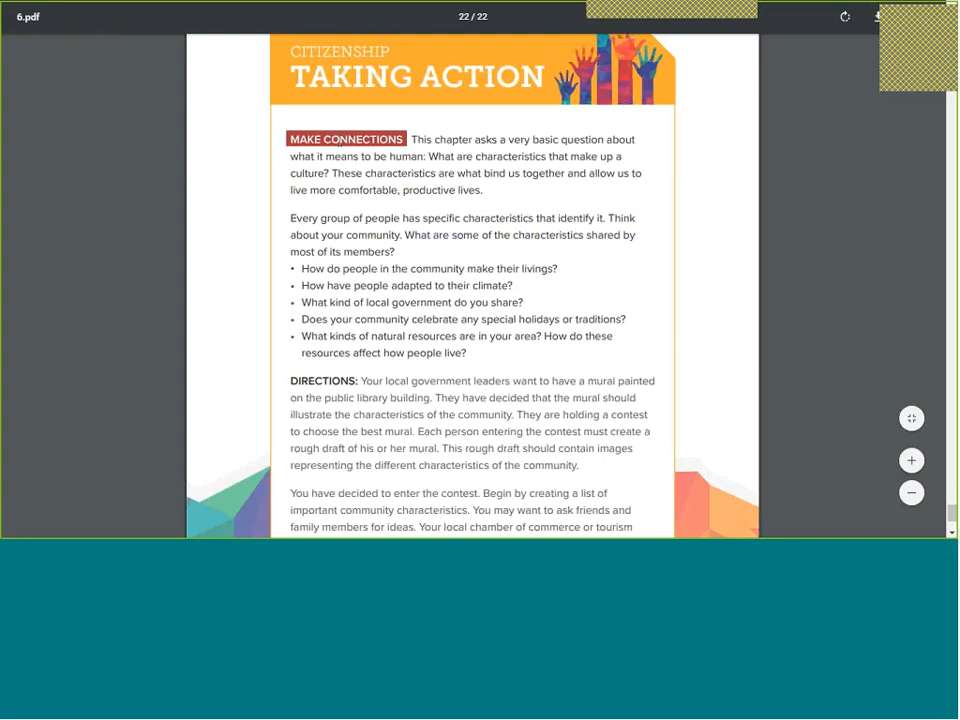 6.pdf
22 / 22
CITIZENSHIP
TAKING ACTION
MAKE CONNECTIONS This chapter asks a very basic question about
what it means to be human: What are characteristics that make up a
culture? These characteristics are what bind us together and allow us to
live more comfortable, productive lives.
Every group of people has specific characteristics that identify it. Think
about your community. What are some of the characteristics shared by
most of its members?
• How do people in the community make their livings?
• How have people adapted to their climate?
• What kind of local government do you share?
• Does your community celebrate any special holidays or traditions?
• What kinds of natural resources are in your area? How do these
resources affect how people live?
DIRECTIONS: Your local government leaders want to have a mural painted
on the public library building. They have decided that the mural should
illustrate the characteristics of the community. They are holding a contest
to choose the best mural. Each person entering the contest must create a
rough draft of his or her mural. This rough draft should contain images
representing the different characteristics of the community.
You have decided to enter the contest. Begin by creating a list of
important community characteristics. You may want to ask friends and
family members for ideas. Your local chamber of commerce or tourism